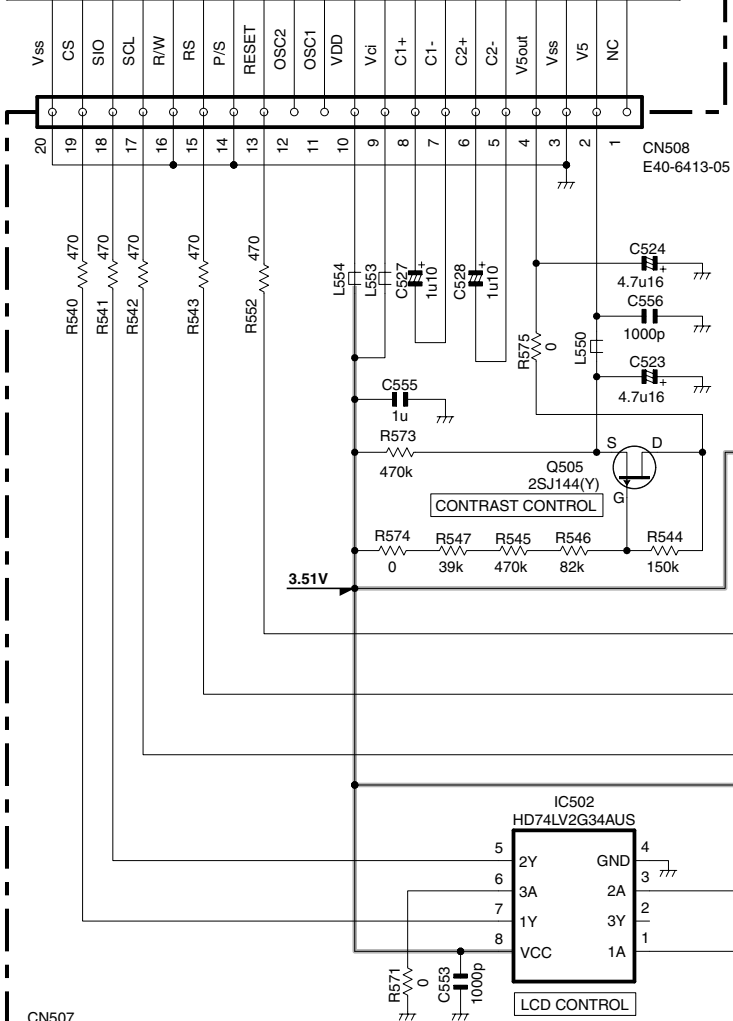 Vss CS SIO SCL R/W RS P/S RESET OSC2 OSC1 VDD Vci C1+ C1- C2+ C2- V5out Vss V5 NC
20 19 18 17 16 15 14 13 12 11 10 9 8 7 6 5 4 3 2 1
CN508
E40-6413-05
R540 470
R541 470
R542 470
R543 470
R552 470
L554
L553
C527 + 1u10
C528 + 1u10
R575 0
L550
C524
+
4.7u16
C556
1000p
C523
+
4.7u16
C555
1u
R573
470k
S D
G
Q505
2SJ144(Y)
CONTRAST CONTROL
R574 R547 R545 R546 R544
0 39k 470k 82k 150k
3.51V
IC502
HD74LV2G34AUS
5 2Y GND 4
6 3A 2A 3
7 1Y 3Y 2
8 VCC 1A 1
R571 0
C553 1000p
LCD CONTROL
CN507